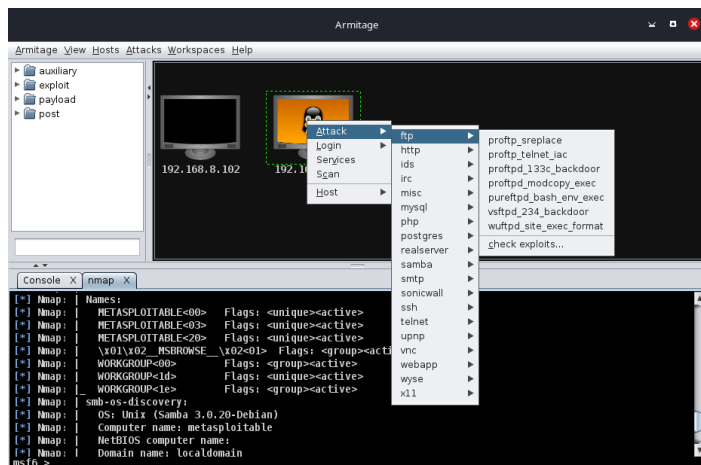 Armitage
Armitage View Hosts Attacks Workspaces Help
auxiliary
exploit
payload
post
192.168.8.102
Attack
Login
Services
Scan
Host
ftp
http
ids
irc
misc
mysql
php
postgres
realserver
samba
smtp
sonicwall
ssh
telnet
upnp
vnc
webapp
wyse
x11
proftp_sreplace
proftp_telnet_iac
proftpd_133c_backdoor
proftpd_modcopy_exec
pureftpd_bash_env_exec
vsftpd_234_backdoor
wuftpd_site_exec_format
check exploits...
Console X nmap X
[*] Nmap: | Names:
[*] Nmap: | METASPLOITABLE<00> Flags: <unique><active>
[*] Nmap: | METASPLOITABLE<03> Flags: <unique><active>
[*] Nmap: | METASPLOITABLE<20> Flags: <unique><active>
[*] Nmap: | \x01\x02__MSBROWSE__\x02<01> Flags: <group><acti
[*] Nmap: | WORKGROUP<00> Flags: <group><active>
[*] Nmap: | WORKGROUP<1d> Flags: <unique><active>
[*] Nmap: |_ WORKGROUP<1e> Flags: <group><active>
[*] Nmap: | smb-os-discovery:
[*] Nmap: | OS: Unix (Samba 3.0.20-Debian)
[*] Nmap: | Computer name: metasploitable
[*] Nmap: | NetBIOS computer name:
[*] Nmap: | Domain name: localdomain
msf6 >